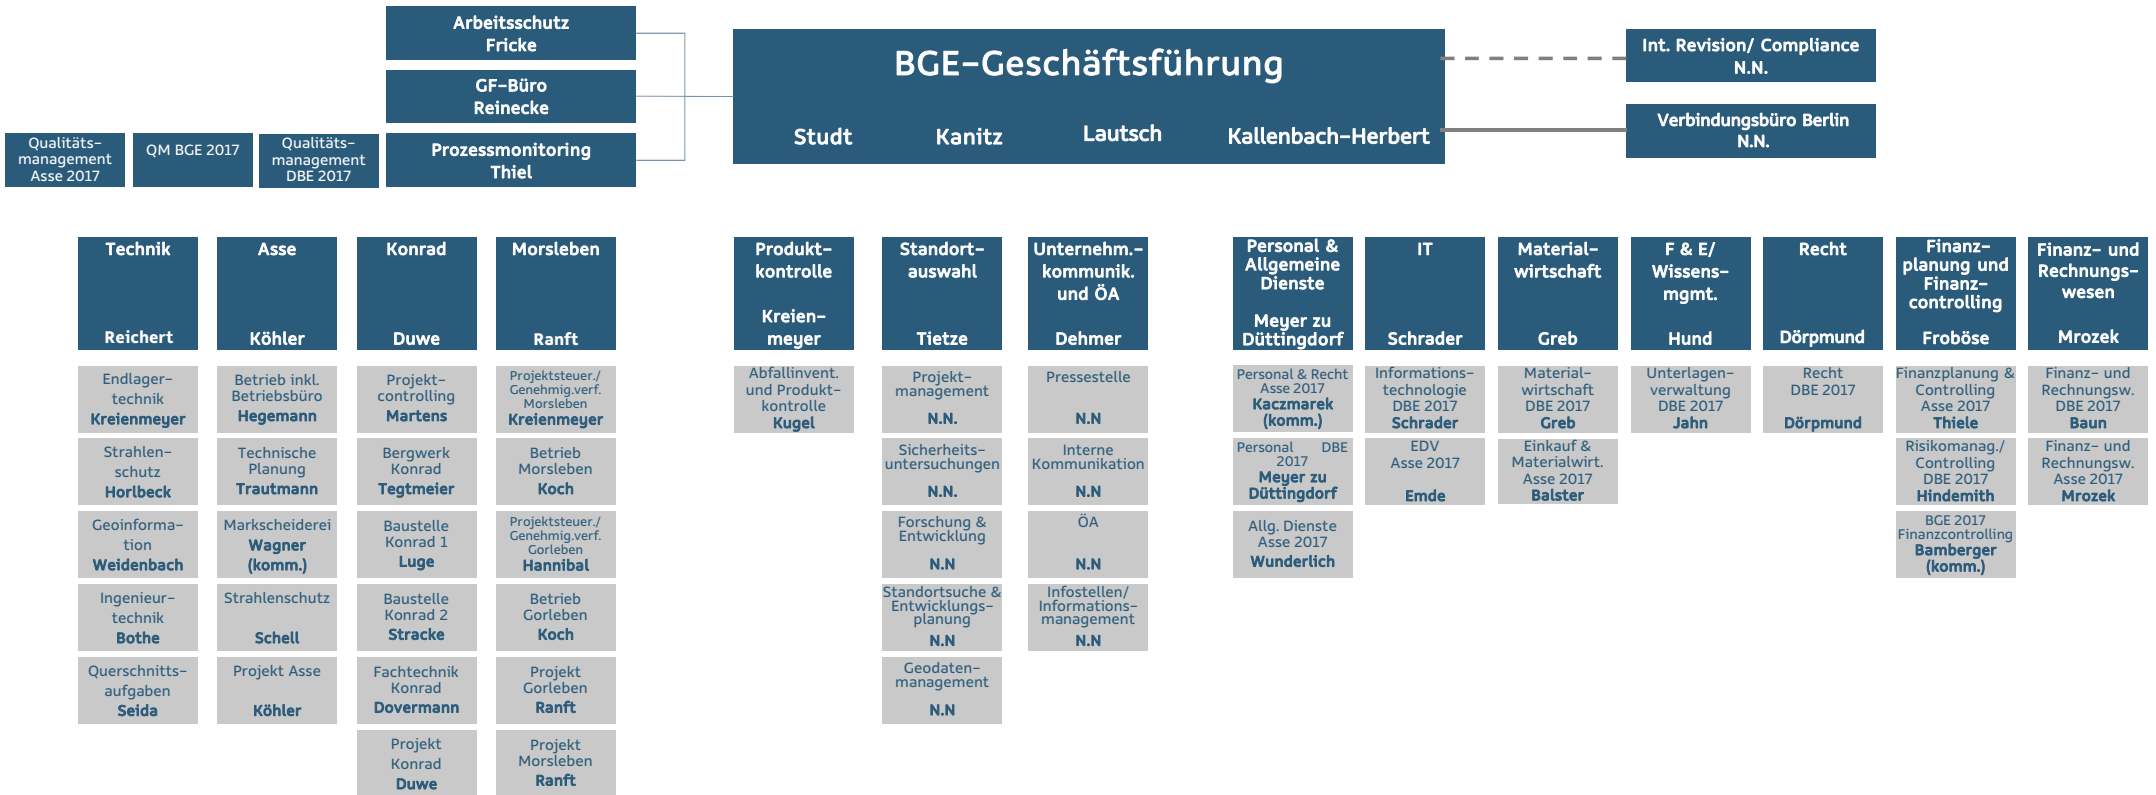 Arbeitsschutz
Fricke
GF-Büro
Reinecke
Prozessmonitoring
Thiel
Qualitäts-
management
Asse 2017
QM BGE 2017
Qualitäts-
management
DBE 2017
BGE-Geschäftsführung
Studt
Kanitz
Lautsch
Kallenbach-Herbert
Int. Revision/ Compliance
N.N.
Verbindungsbüro Berlin
N.N.
Technik
Reichert
Endlager-
technik
Kreienmeyer
Strahlen-
schutz
Horlbeck
Geoinforma-
tion
Weidenbach
Ingenieur-
technik
Bothe
Querschnitts-
aufgaben
Seida
Asse
Köhler
Betrieb inkl.
Betriebsbüro
Hegemann
Technische
Planung
Trautmann
Markscheiderei
Wagner
(komm.)
Strahlenschutz
Schell
Projekt Asse
Köhler
Konrad
Duwe
Projekt-
controlling
Martens
Bergwerk
Konrad
Tegtmeier
Baustelle
Konrad 1
Luge
Baustelle
Konrad 2
Stracke
Fachtechnik
Konrad
Dovermann
Projekt
Konrad
Duwe
Morsleben
Ranft
Projektsteuer./
Genehmig.verf.
Morsleben
Kreienmeyer
Betrieb
Morsleben
Koch
Projektsteuer./
Genehmig.verf.
Gorleben
Hannibal
Betrieb
Gorleben
Koch
Projekt
Gorleben
Ranft
Projekt
Morsleben
Ranft
Produkt-
kontrolle
Kreien-
meyer
Abfallinvent.
und Produkt-
kontrolle
Kugel
Standort-
auswahl
Tietze
Projekt-
management
N.N.
Sicherheits-
untersuchungen
N.N.
Forschung &
Entwicklung
N.N
Standortsuche &
Entwicklungs-
planung
N.N
Geodaten-
management
N.N
Unternehm.-
kommunik.
und ÖA
Dehmer
Pressestelle
N.N
Interne
Kommunikation
N.N
ÖA
N.N
Infostellen/
Informations-
management
N.N
Personal &
Allgemeine
Dienste
Meyer zu
Düttingdorf
Personal & Recht
Asse 2017
Kaczmarek
(komm.)
Personal DBE
2017
Meyer zu
Düttingdorf
Allg. Dienste
Asse 2017
Wunderlich
IT
Schrader
Informations-
technologie
DBE 2017
Schrader
EDV
Asse 2017
Emde
Material-
wirtschaft
Greb
Material-
wirtschaft
DBE 2017
Greb
Einkauf &
Materialwirt.
Asse 2017
Balster
F & E/
Wissens-
mgmt.
Hund
Unterlagen-
verwaltung
DBE 2017
Jahn
Recht
Dörpmund
Recht
DBE 2017
Dörpmund
Finanz-
planung und
Finanz-
controlling
Froböse
Finanzplanung &
Controlling
Asse 2017
Thiele
Risikomanag./
Controlling
DBE 2017
Hindemith
BGE 2017
Finanzcontrolling
Bamberger
(komm.)
Finanz- und
Rechnungs-
wesen
Mrozek
Finanz- und
Rechnungsw.
DBE 2017
Baun
Finanz- und
Rechnungsw.
Asse 2017
Mrozek